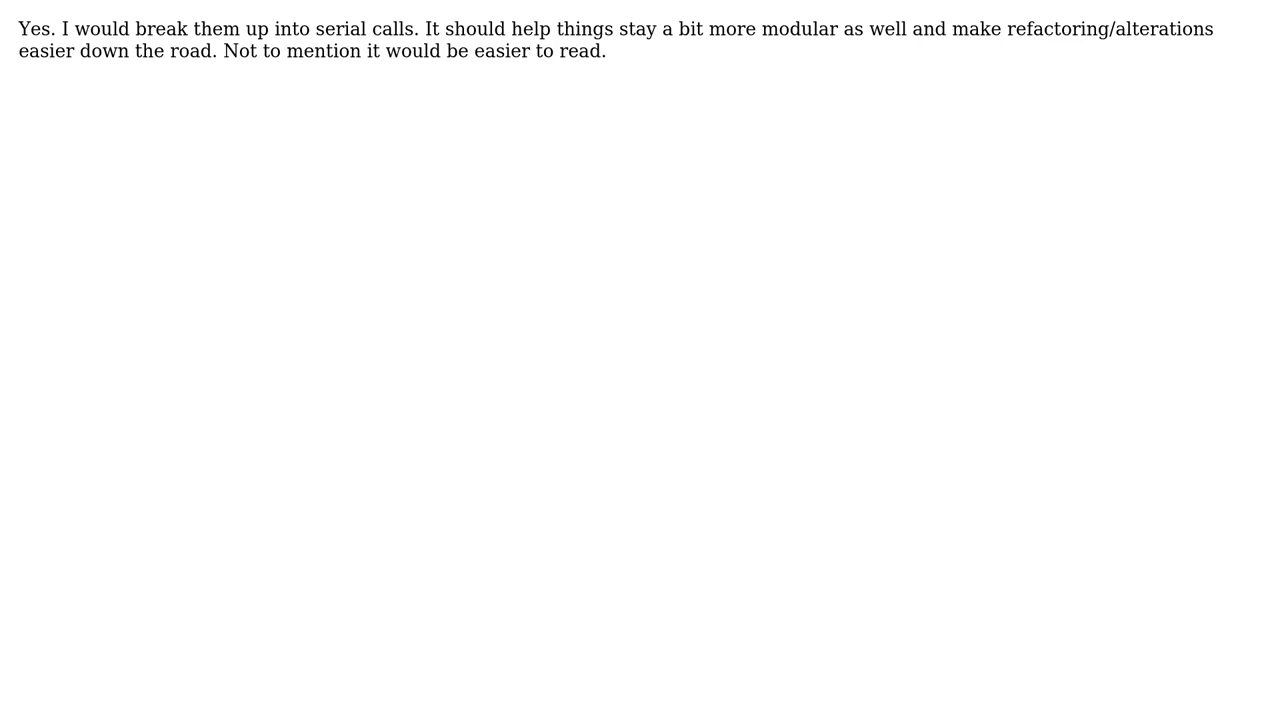 Yes. I would break them up into serial calls. It should help things stay a bit more modular as well and make refactoring/alterations
easier down the road. Not to mention it would be easier to read.